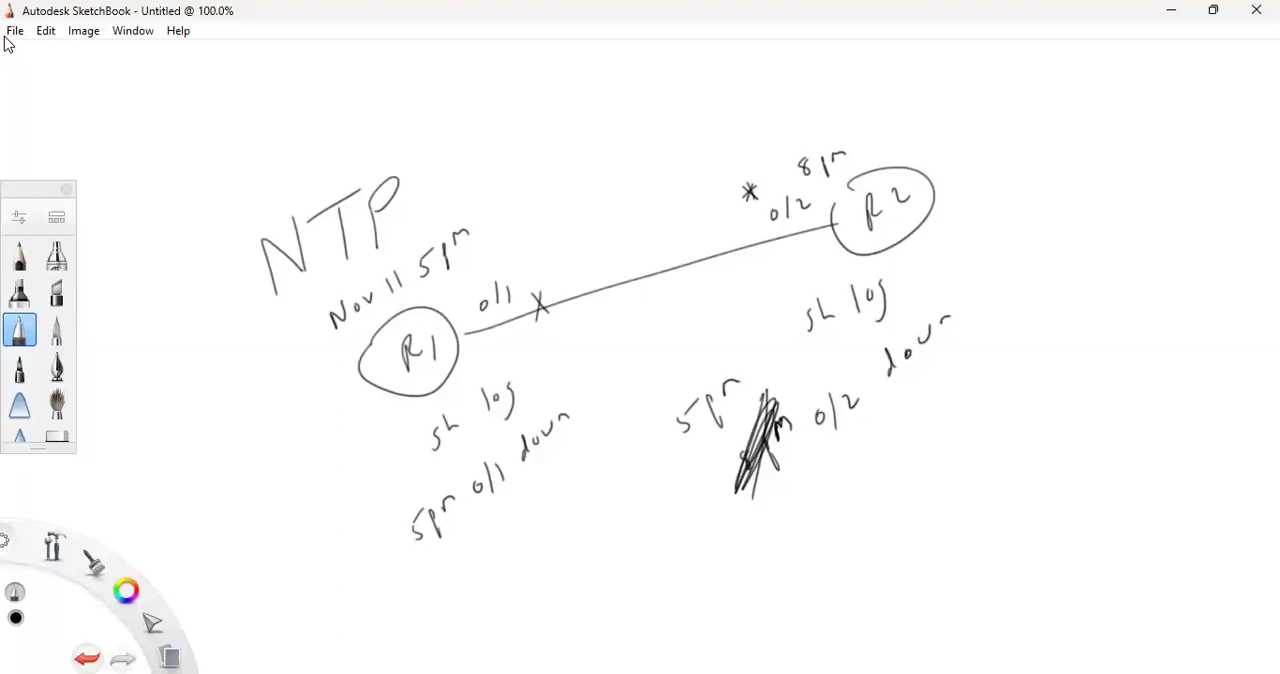 Autodesk SketchBook - Untitled @ 100.0%
File Edit Image Window Help
NTP
Nov 11 5pm
R1
0/1
X
* 0/2
8pm
R2
sh log
5pm 0/1 down
sh log
5pm 0/2 down